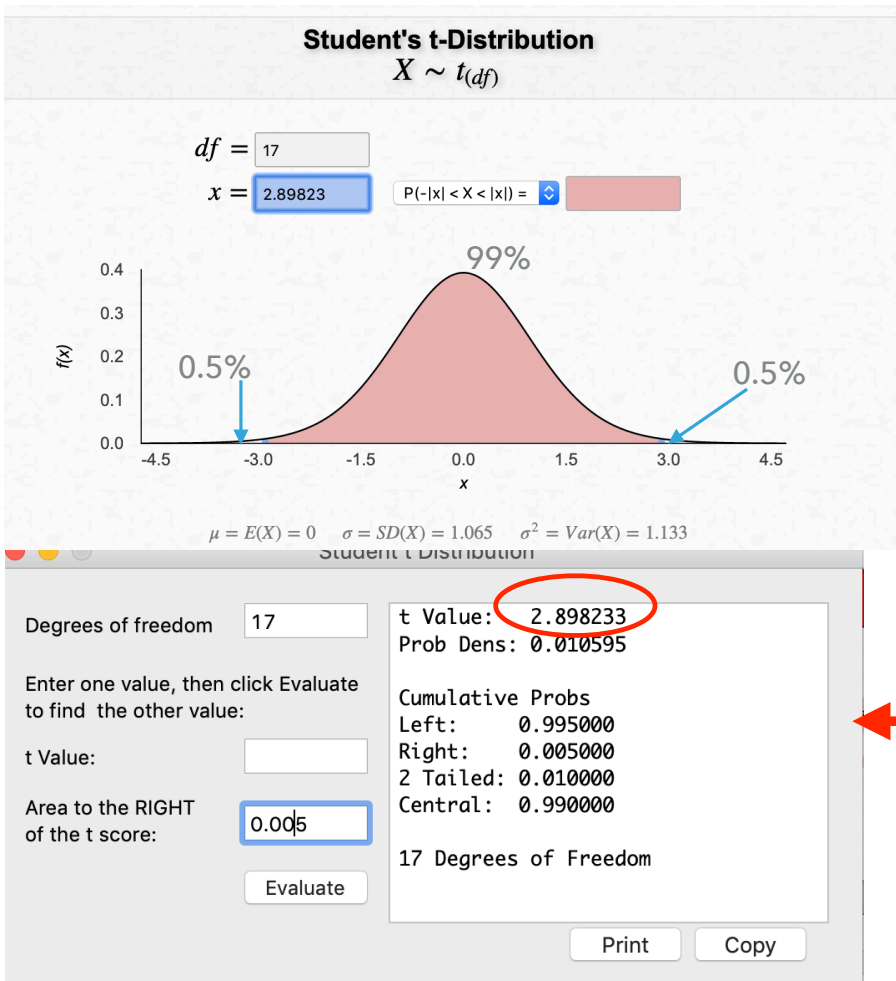 Student's t-Distribution
X ~ t(df)
df = 17
x = 2.89823 P(-|x| < X < |x|) =
99%
0.4
0.3
0.2
0.1
0.0
f(x)
0.5%
0.5%
-4.5 -3.0 -1.5 0.0 1.5 3.0 4.5
x
μ = E(X) = 0 σ = SD(X) = 1.065 σ² = Var(X) = 1.133
Student t Distribution
Degrees of freedom 17
Enter one value, then click Evaluate
to find the other value:
t Value:
Area to the RIGHT
of the t score:
0.005
Evaluate
t Value: 2.898233
Prob Dens: 0.010595
Cumulative Probs
Left: 0.995000
Right: 0.005000
2 Tailed: 0.010000
Central: 0.990000
17 Degrees of Freedom
Print Copy